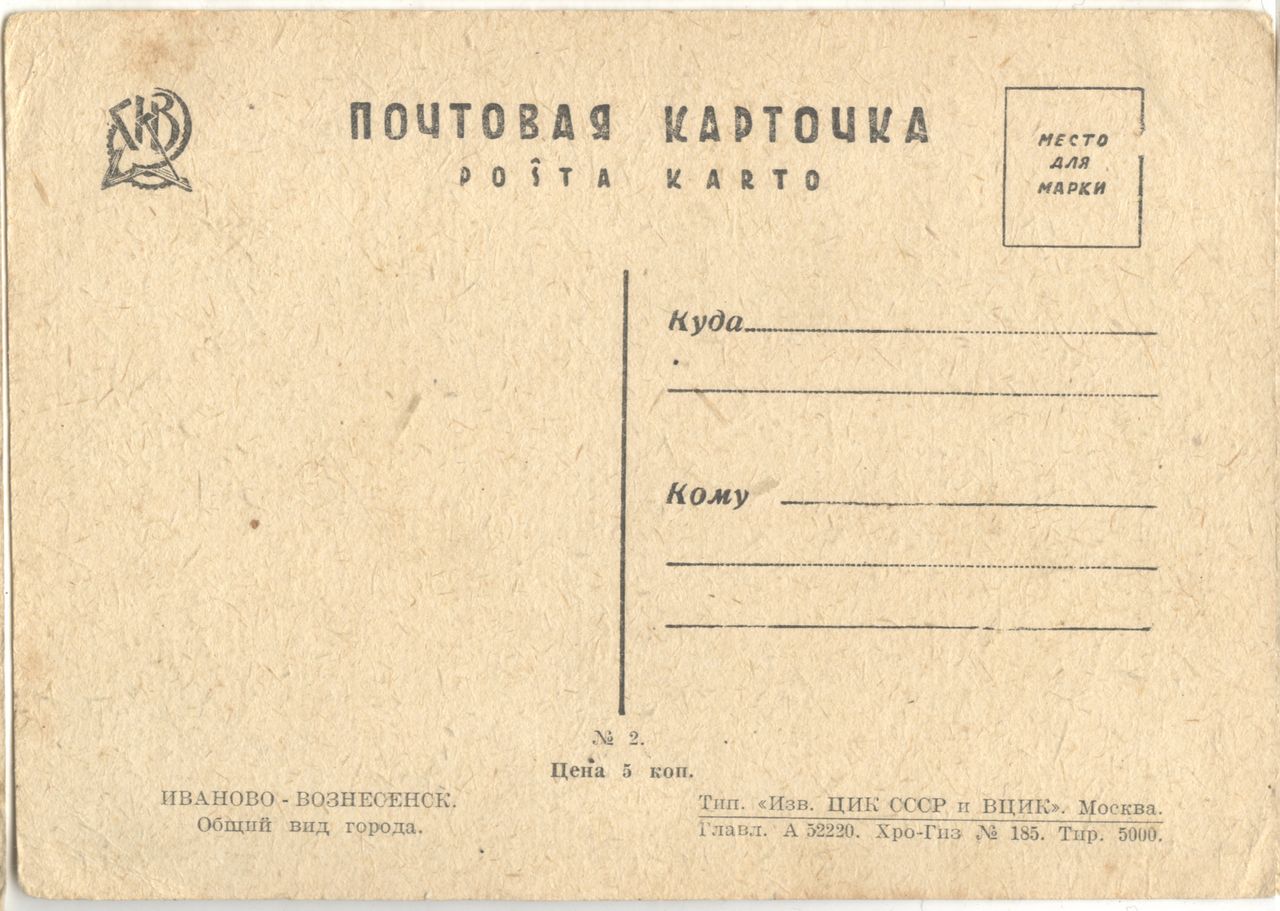 АКВ
ПОЧТОВАЯ КАРТОЧКА
POŜTA KARTO
МЕСТО
ДЛЯ
МАРКИ
Куда
Кому
№ 2.
Цена 5 коп.
ИВАНОВО - ВОЗНЕСЕНСК.
Общий вид города.
Тип. «Изв. ЦИК СССР и ВЦИК». Москва.
Главл. А 52220. Хро-Гиз № 185. Тир. 5000.